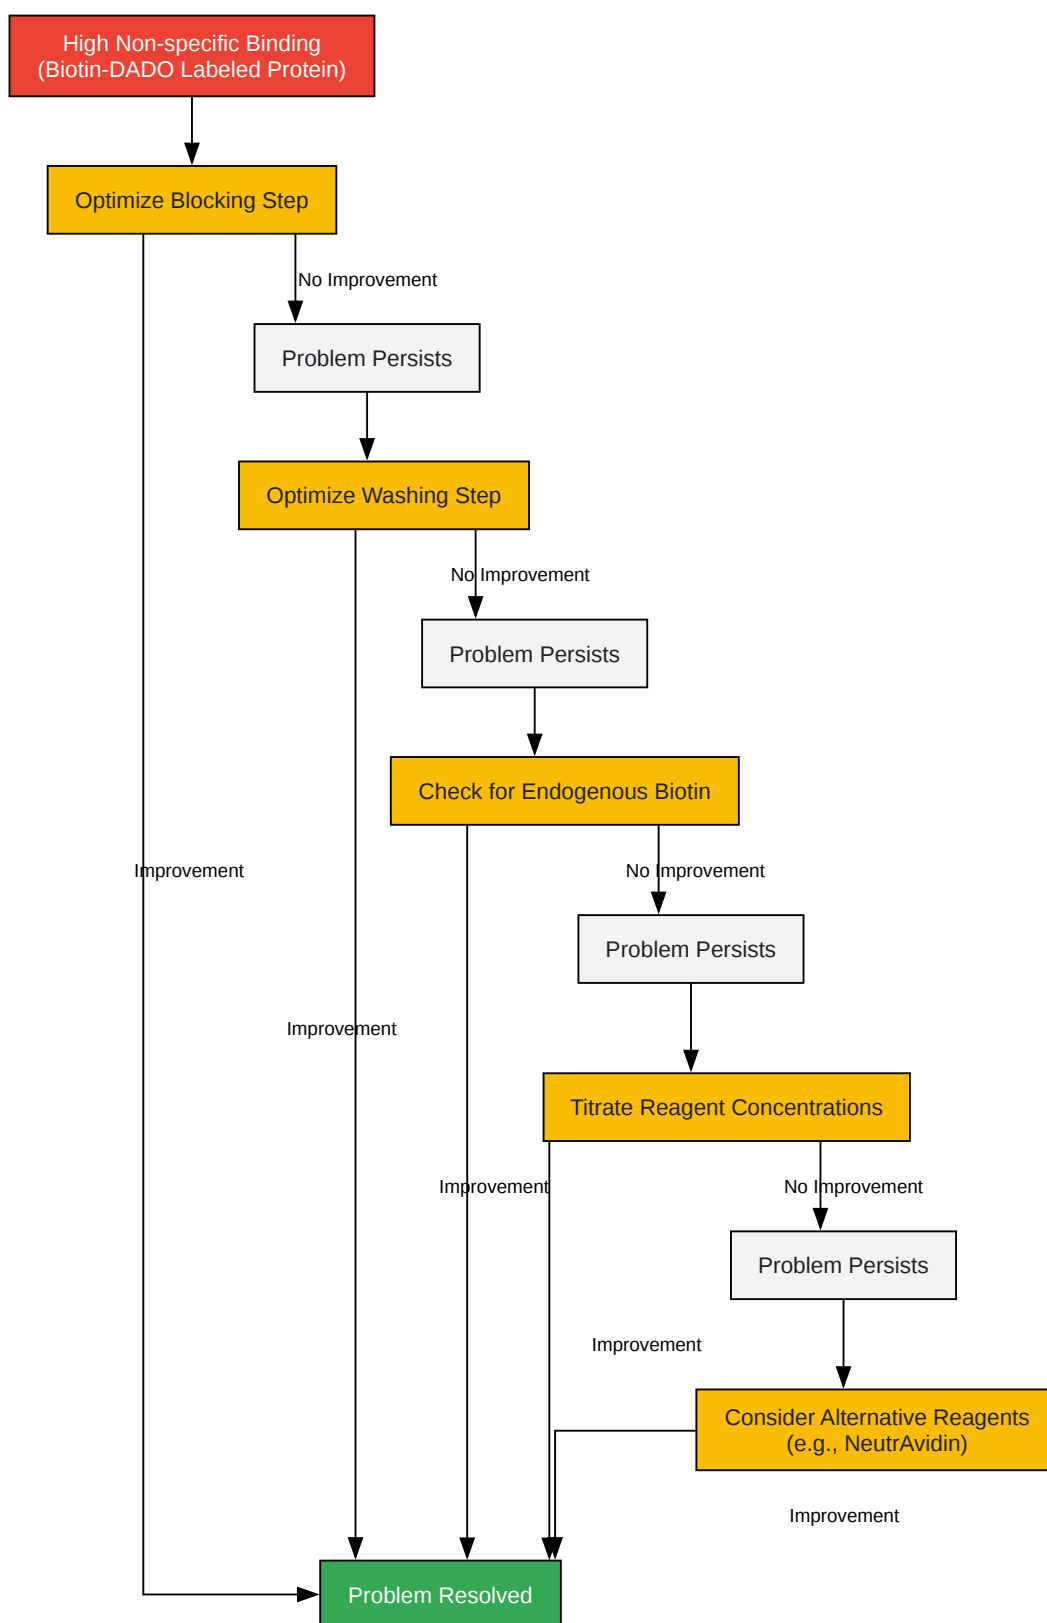 High Non-specific Binding
(Biotin-DADO Labeled Protein)
Optimize Blocking Step
No Improvement
Problem Persists
Optimize Washing Step
No Improvement
Problem Persists
Check for Endogenous Biotin
Improvement
No Improvement
Problem Persists
Improvement
Titrate Reagent Concentrations
Improvement
No Improvement
Problem Persists
Improvement
Consider Alternative Reagents
(e.g., NeutrAvidin)
Improvement
Problem Resolved